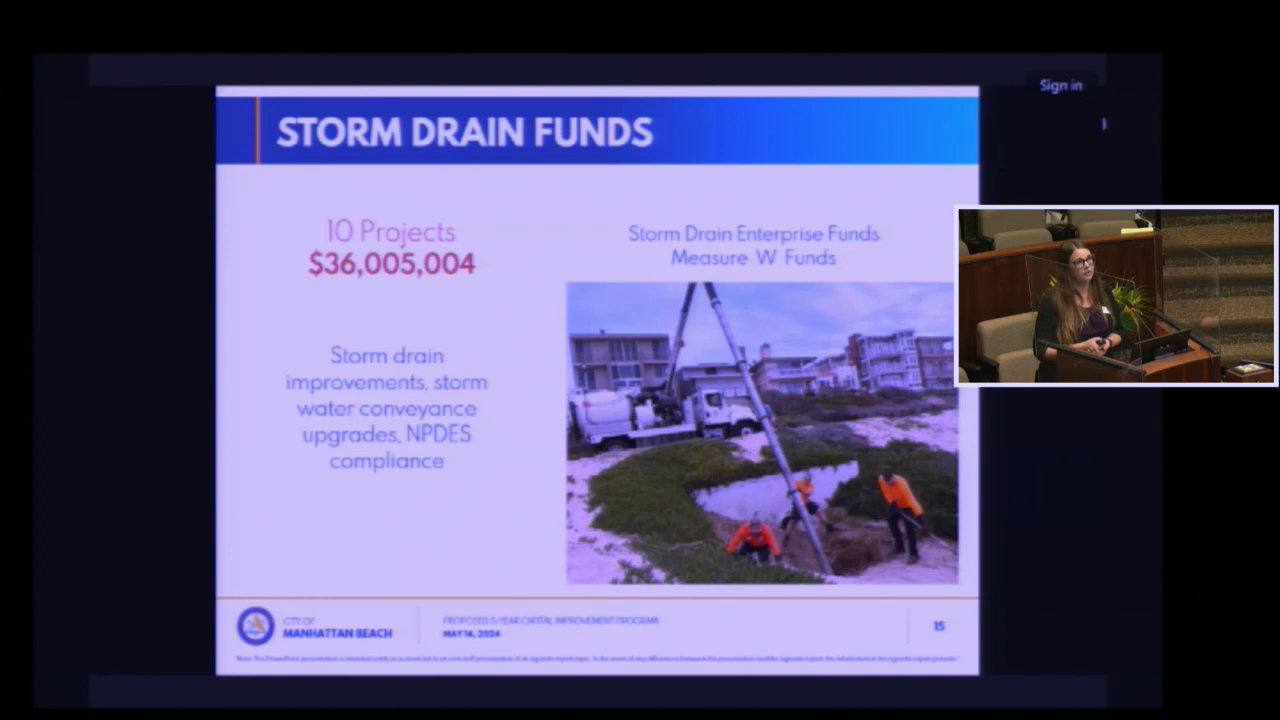 Sign in
STORM DRAIN FUNDS
10 Projects
$36,005,004
Storm Drain Enterprise Funds
Measure W Funds
Storm drain
improvements, storm
water conveyance
upgrades, NPDES
compliance
CITY OF
MANHATTAN BEACH
PROPOSED 5-YEAR CAPITAL IMPROVEMENT PROGRAM
MAY 14, 2024
15